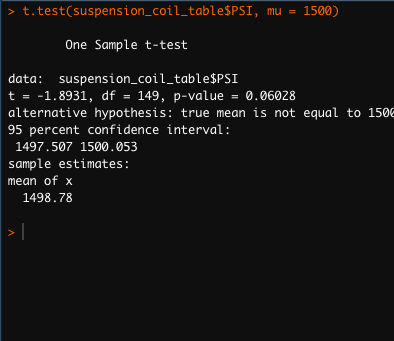 > t.test(suspension_coil_table$PSI, mu = 1500)
One Sample t-test
data:  suspension_coil_table$PSI
t = -1.8931, df = 149, p-value = 0.06028
alternative hypothesis: true mean is not equal to 1500
95 percent confidence interval:
1497.507 1500.053
sample estimates:
mean of x
1498.78
>